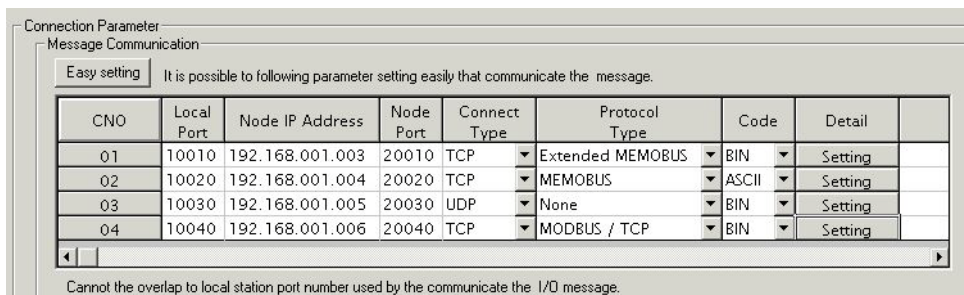 Connection Parameter
Message Communication
Easy setting It is possible to following parameter setting easily that communicate the message.
CNO Local Port Node IP Address Node Port Connect Type Protocol Type Code Detail
01 10010 192.168.001.003 20010 TCP Extended MEMOBUS BIN Setting
02 10020 192.168.001.004 20020 TCP MEMOBUS ASCII Setting
03 10030 192.168.001.005 20030 UDP None BIN Setting
04 10040 192.168.001.006 20040 TCP MODBUS / TCP BIN Setting
Cannot the overlap to local station port number used by the communicate the I/O message.